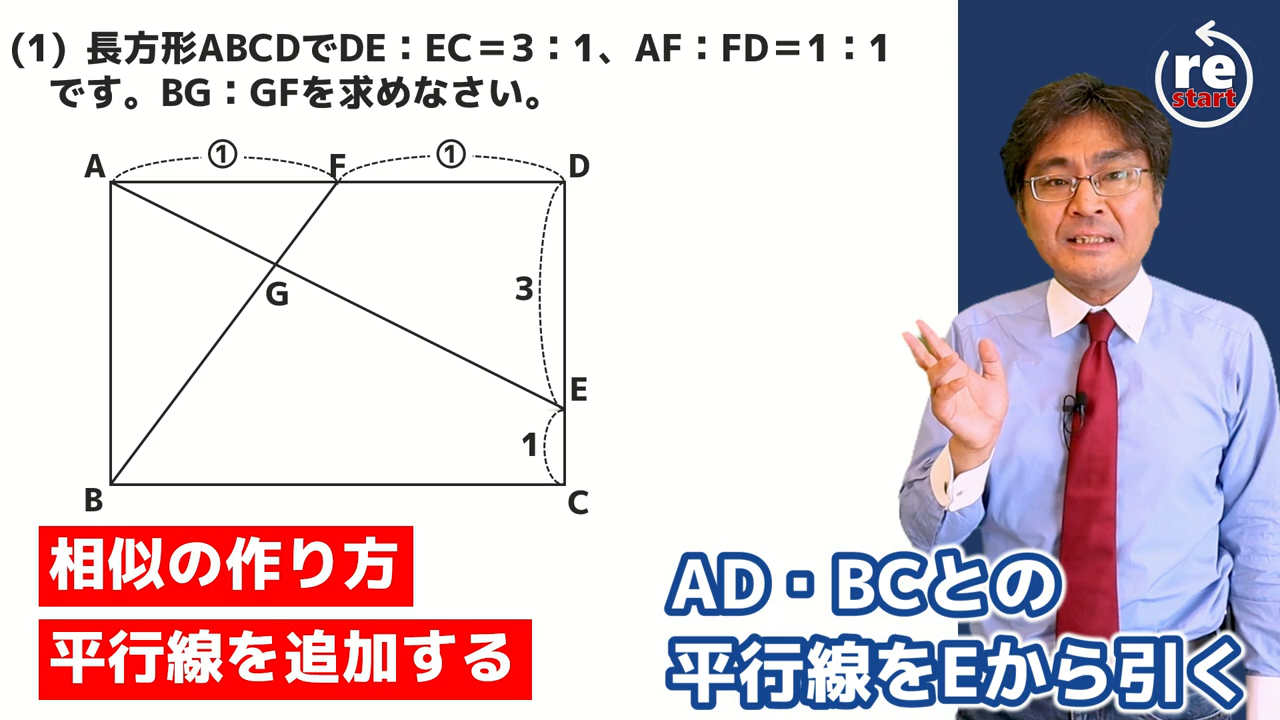 (1) 長方形ABCDでDE：EC＝3：1、AF：FD＝1：1
です。BG：GFを求めなさい。
re
start
① ①
A F D
3
G
E
1
B C
相似の作り方
平行線を追加する
AD・BCとの
平行線をEから引く